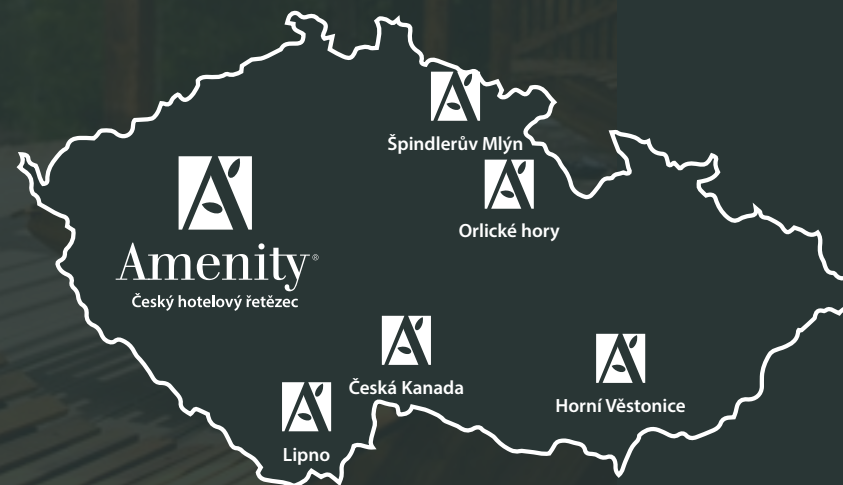 Špindlerův Mlýn
Orlické hory
Amenity®
Český hotelový řetězec
Česká Kanada
Horní Věstonice
Lipno